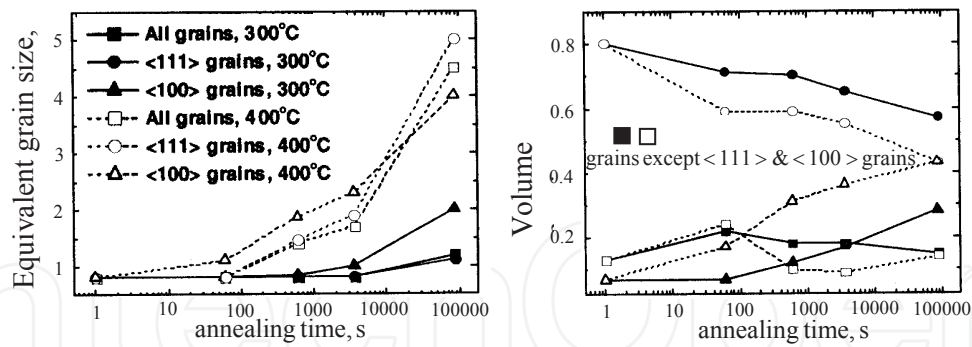 Equivalent grain size,
5
4
3
2
1
All grains, 300°C
<111> grains, 300°C
<100> grains, 300°C
All grains, 400°C
<111> grains, 400°C
<100> grains, 400°C
1 10 100 1000 10000 100000
annealing time, s
Volume
0.8
0.6
0.4
0.2
grains except <111> & <100> grains
1 10 100 1000 10000 100000
annealing time, s